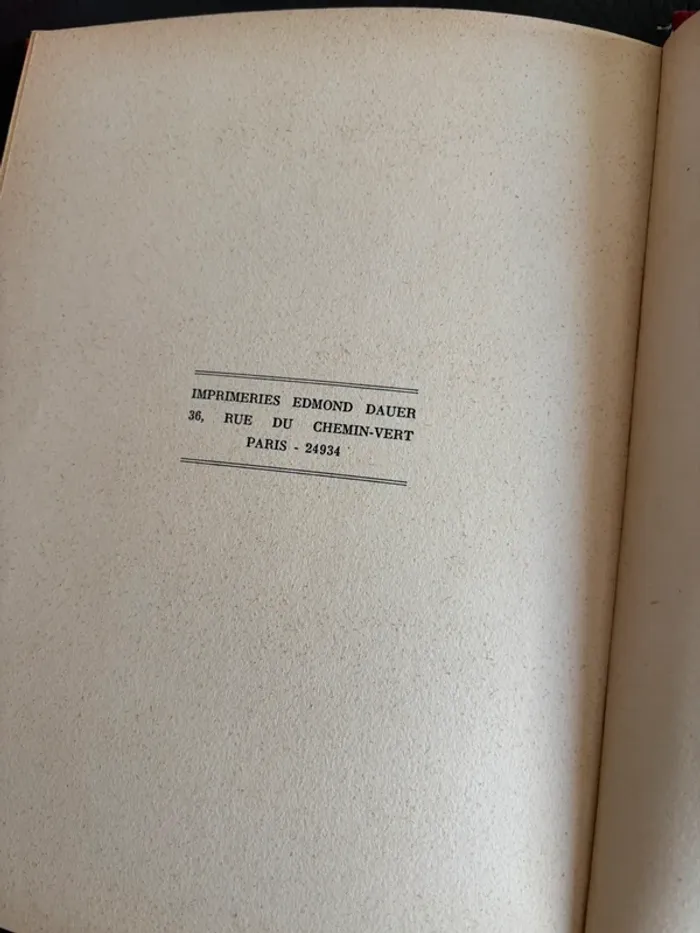 IMPRIMERIES EDMOND DAUER
36, RUE DU CHEMIN-VERT
PARIS - 24934